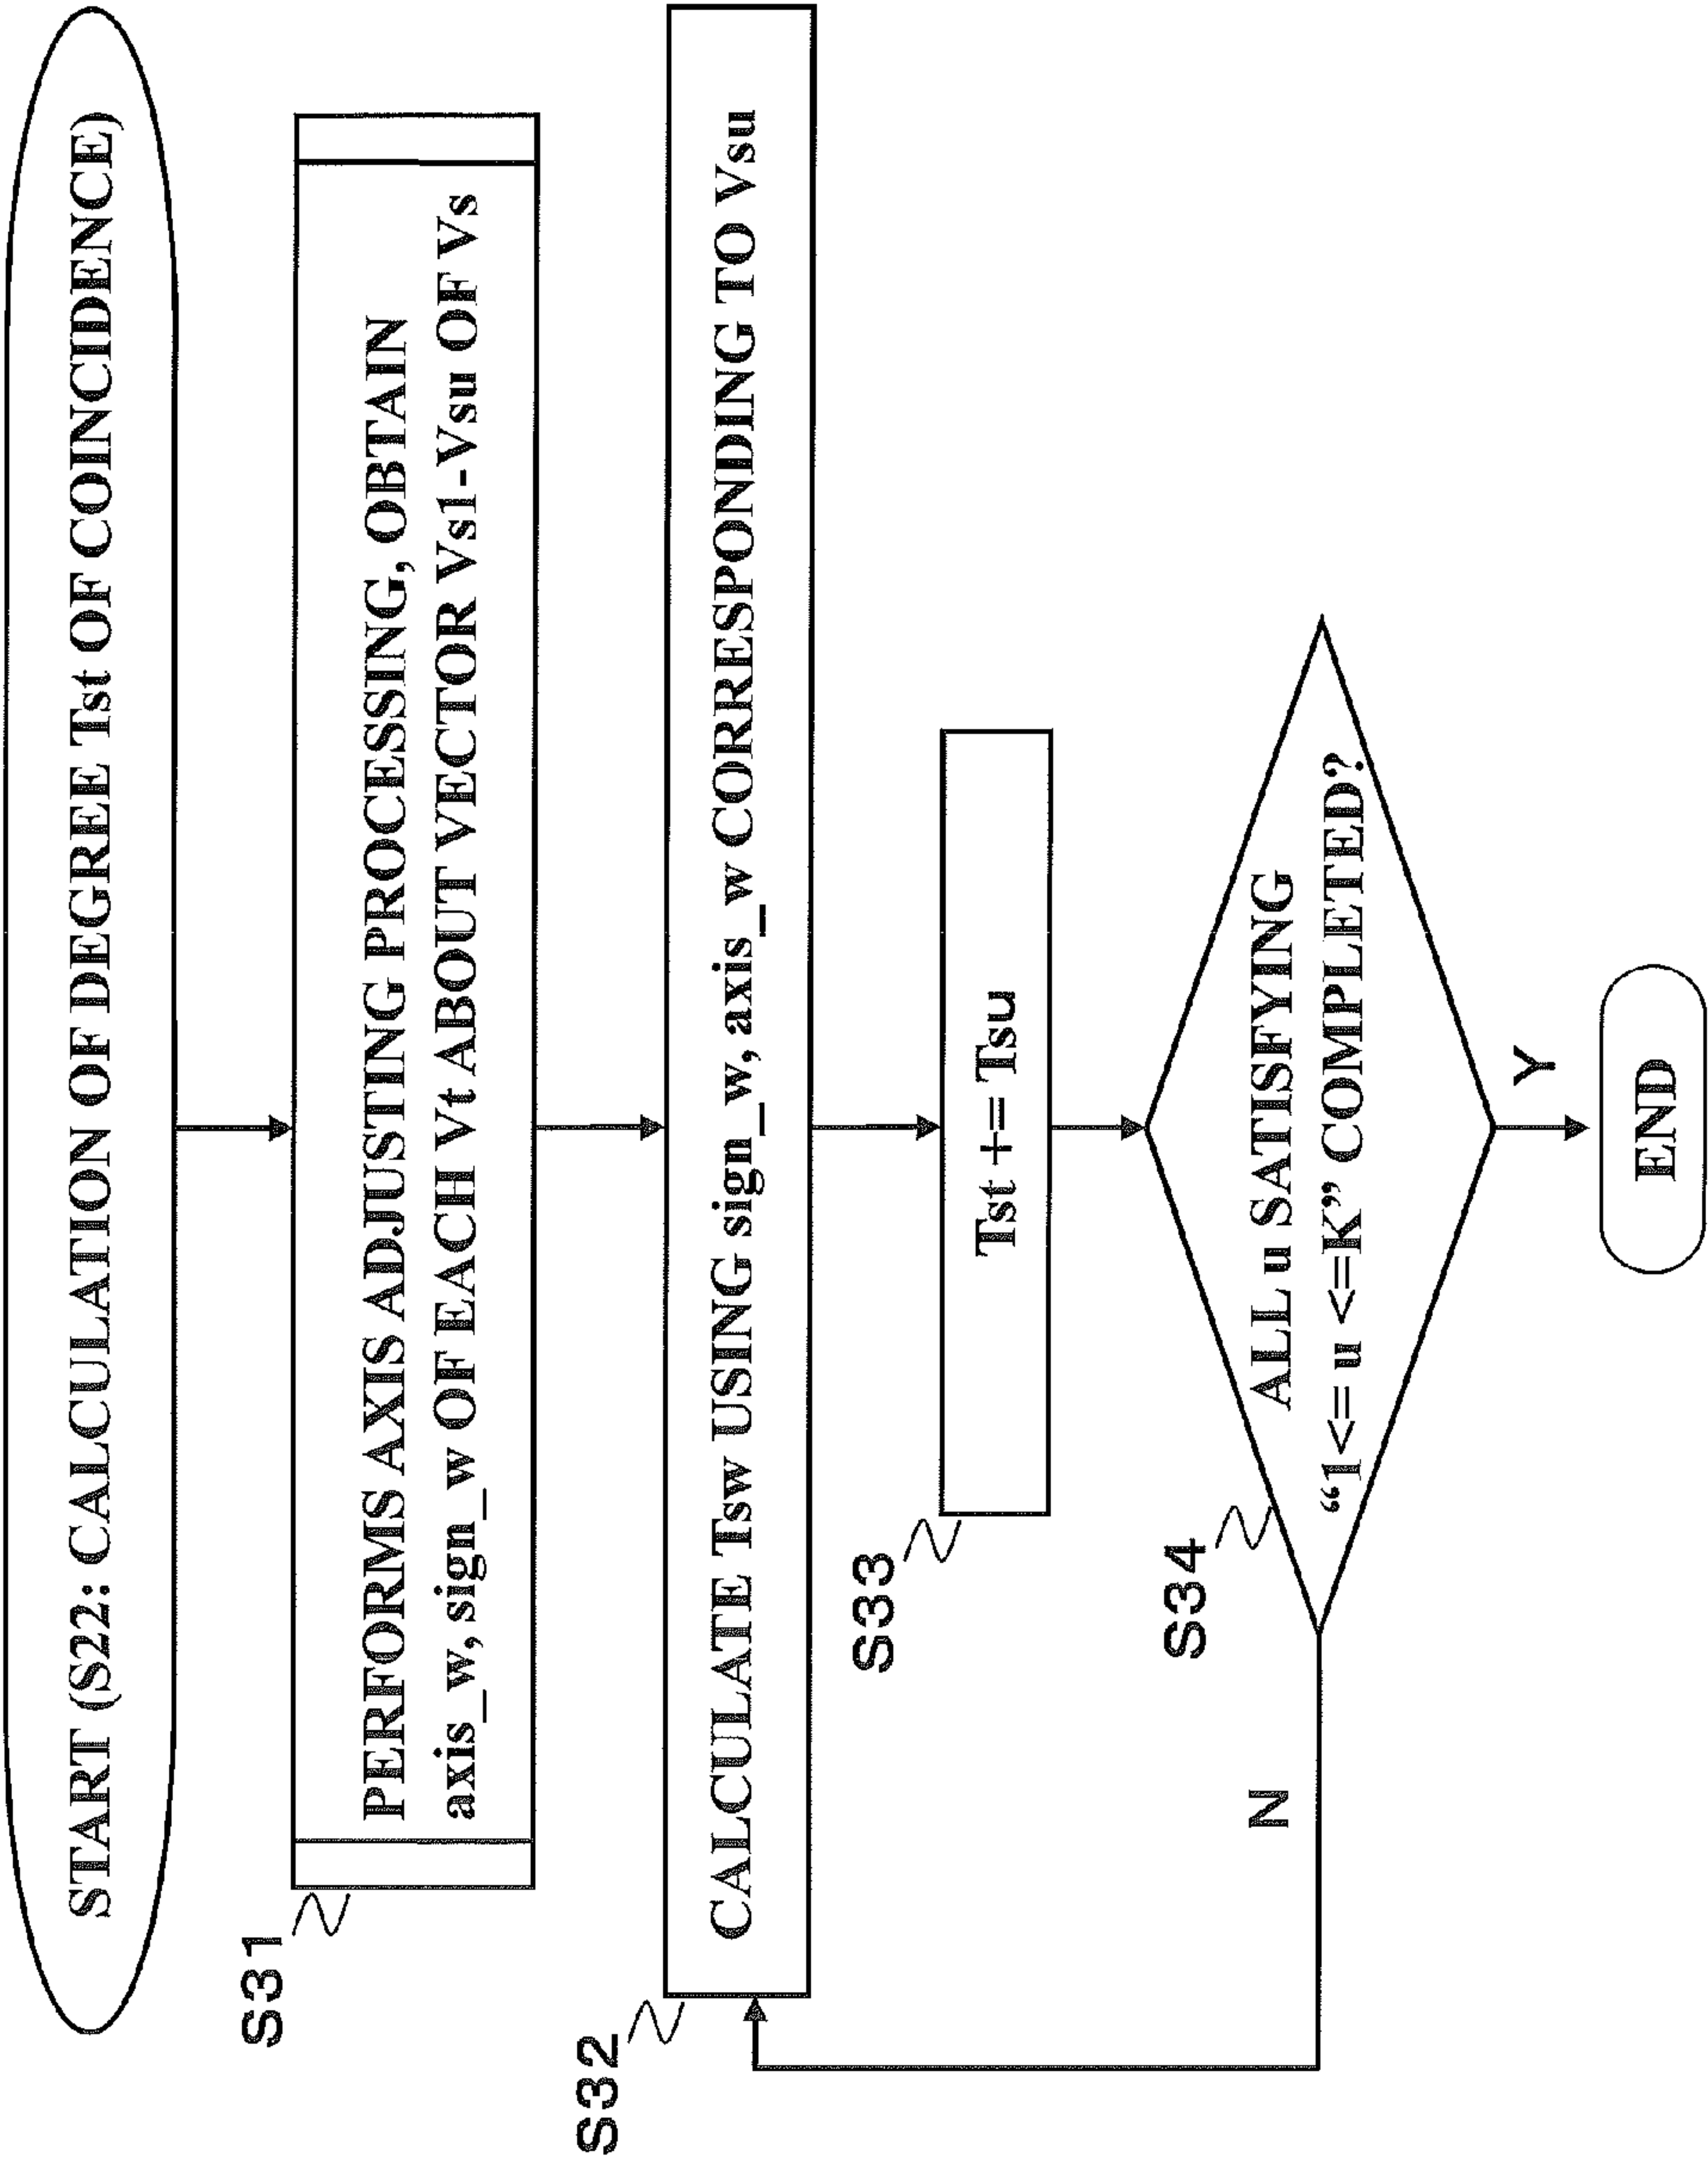 START (S22: CALCULATION OF DEGREE Tst OF COINCIDENCE)
S31
PERFORMS AXIS ADJUSTING PROCESSING, OBTAIN
axis_w, sign_w OF EACH Vt ABOUT VECTOR Vs1-Vsu OF Vs
S32
CALCULATE Tsw USING sign_w, axis_w CORRESPONDING TO Vsu
S33
Tst += Tsu
S34
ALL u SATISFYING
“1<= u <=K” COMPLETED?
N
Y
END